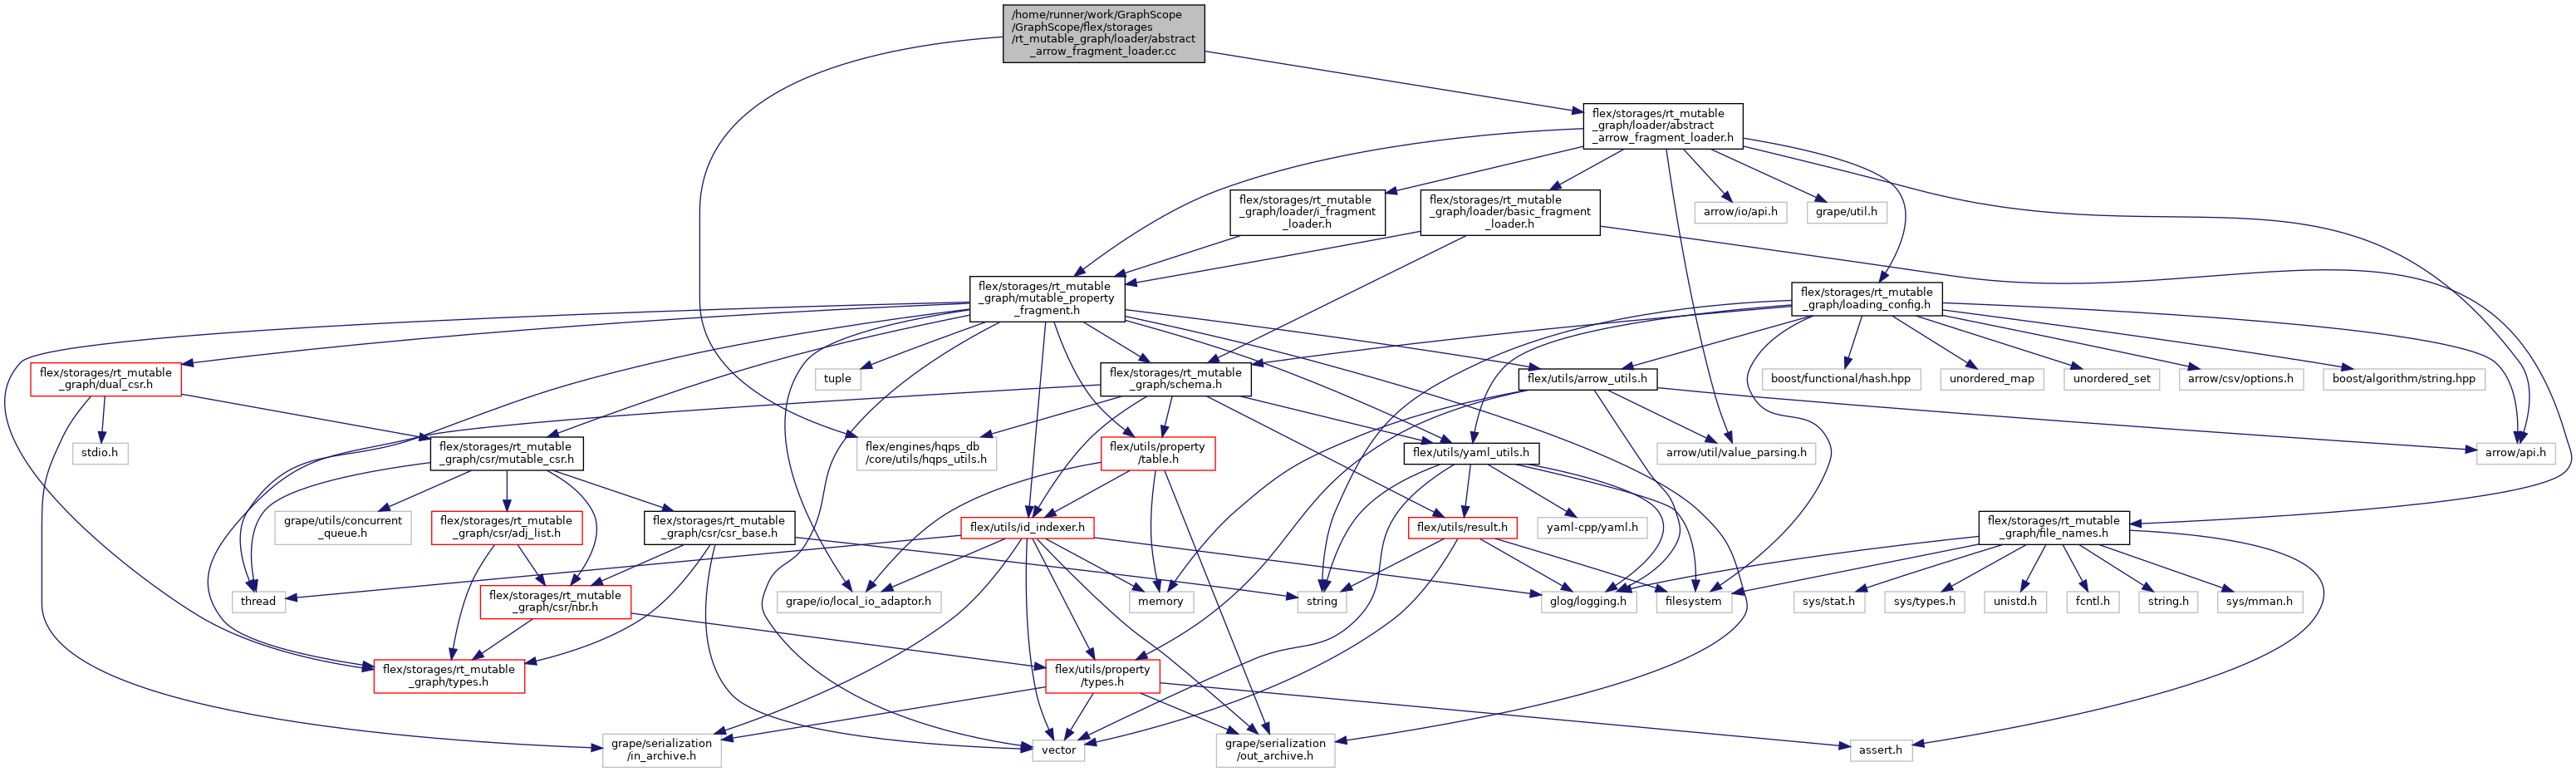 /home/runner/work/GraphScope
/GraphScope/flex/storages
/rt_mutable_graph/loader/abstract
_arrow_fragment_loader.cc
flex/storages/rt_mutable
_graph/loader/abstract
_arrow_fragment_loader.h
flex/storages/rt_mutable
_graph/loader/i_fragment
_loader.h
flex/storages/rt_mutable
_graph/loader/basic_fragment
_loader.h
arrow/io/api.h
grape/util.h
flex/storages/rt_mutable
_graph/mutable_property
_fragment.h
flex/storages/rt_mutable
_graph/loading_config.h
flex/storages/rt_mutable
_graph/dual_csr.h
tuple
flex/storages/rt_mutable
_graph/schema.h
flex/utils/arrow_utils.h
boost/functional/hash.hpp
unordered_map
unordered_set
arrow/csv/options.h
boost/algorithm/string.hpp
stdio.h
flex/storages/rt_mutable
_graph/csr/mutable_csr.h
flex/engines/hqps_db
/core/utils/hqps_utils.h
flex/utils/property
/table.h
flex/utils/yaml_utils.h
arrow/util/value_parsing.h
arrow/api.h
grape/utils/concurrent
_queue.h
flex/storages/rt_mutable
_graph/csr/adj_list.h
flex/storages/rt_mutable
_graph/csr/csr_base.h
flex/utils/id_indexer.h
flex/utils/result.h
yaml-cpp/yaml.h
flex/storages/rt_mutable
_graph/file_names.h
thread
flex/storages/rt_mutable
_graph/csr/nbr.h
grape/io/local_io_adaptor.h
memory
string
glog/logging.h
filesystem
sys/stat.h
sys/types.h
unistd.h
fcntl.h
string.h
sys/mman.h
flex/storages/rt_mutable
_graph/types.h
flex/utils/property
/types.h
grape/serialization
/in_archive.h
vector
grape/serialization
/out_archive.h
assert.h